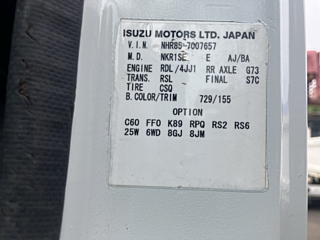 ISUZU MOTORS LTD. JAPAN
V. I. N. NHR85-7007657
M. D. NKR1SE E AJ/BA
ENGINE RDL/4JJ1 RR AXLE G73
TRANS. RSL FINAL S7C
TIRE CSQ
B. COLOR/TRIM 729/155
OPTION
C60 FF0 K89 RPQ RS2 RS6
25W 6WD 8GJ 8JM